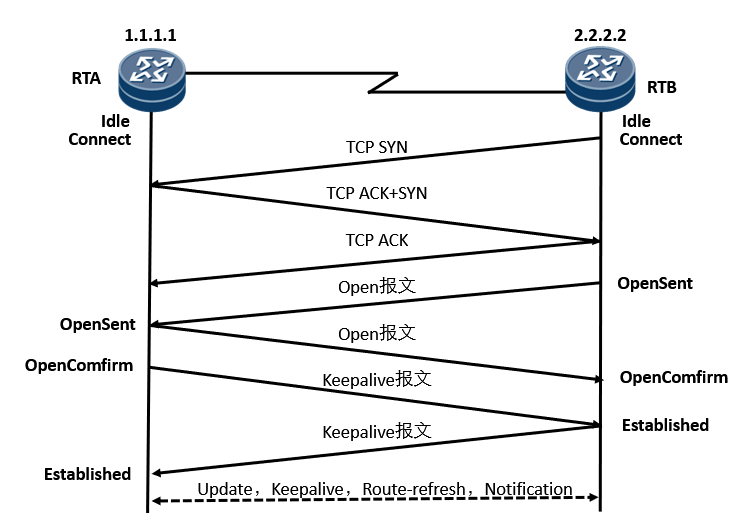 1.1.1.1
2.2.2.2
RTA
RTB
Idle
Connect
Idle
Connect
TCP SYN
TCP ACK+SYN
TCP ACK
Open报文
OpenSent
OpenSent
Open报文
OpenComfirm
Keepalive报文
OpenComfirm
Keepalive报文
Established
Established
Update，Keepalive，Route-refresh，Notification